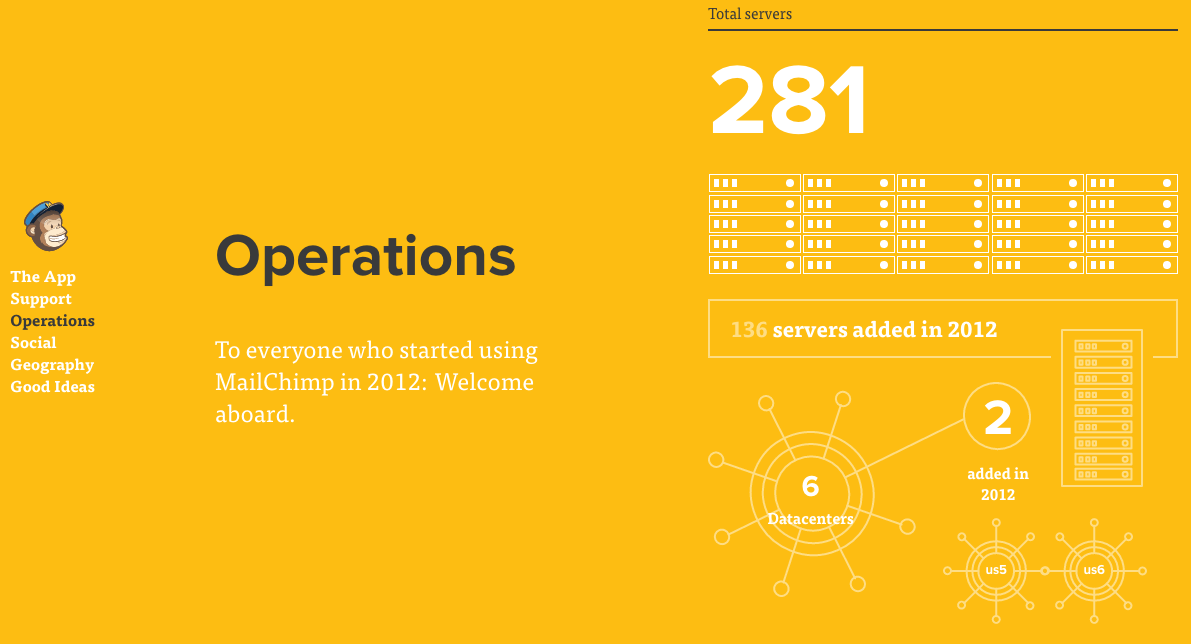 The App
Support
Operations
Social
Geography
Good Ideas
Operations
To everyone who started using
MailChimp in 2012: Welcome
aboard.
Total servers
281
136 servers added in 2012
6
Datacenters
2
added in
2012
us5
us6